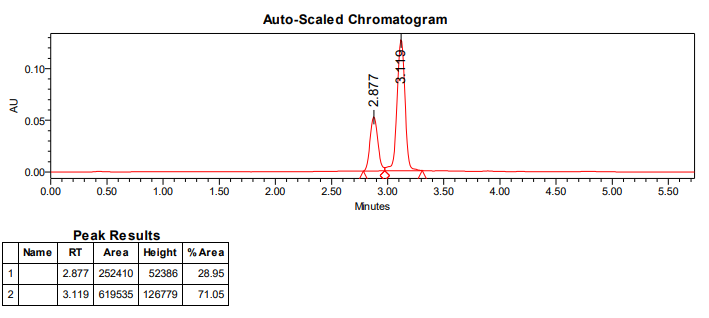 Auto-Scaled Chromatogram
AU
0.10
0.05
0.00
2.877
3.119
0.00 0.50 1.00 1.50 2.00 2.50 3.00 3.50 4.00 4.50 5.00 5.50
Minutes
Peak Results
Name RT Area Height % Area
1 2.877 252410 52386 28.95
2 3.119 619535 126779 71.05